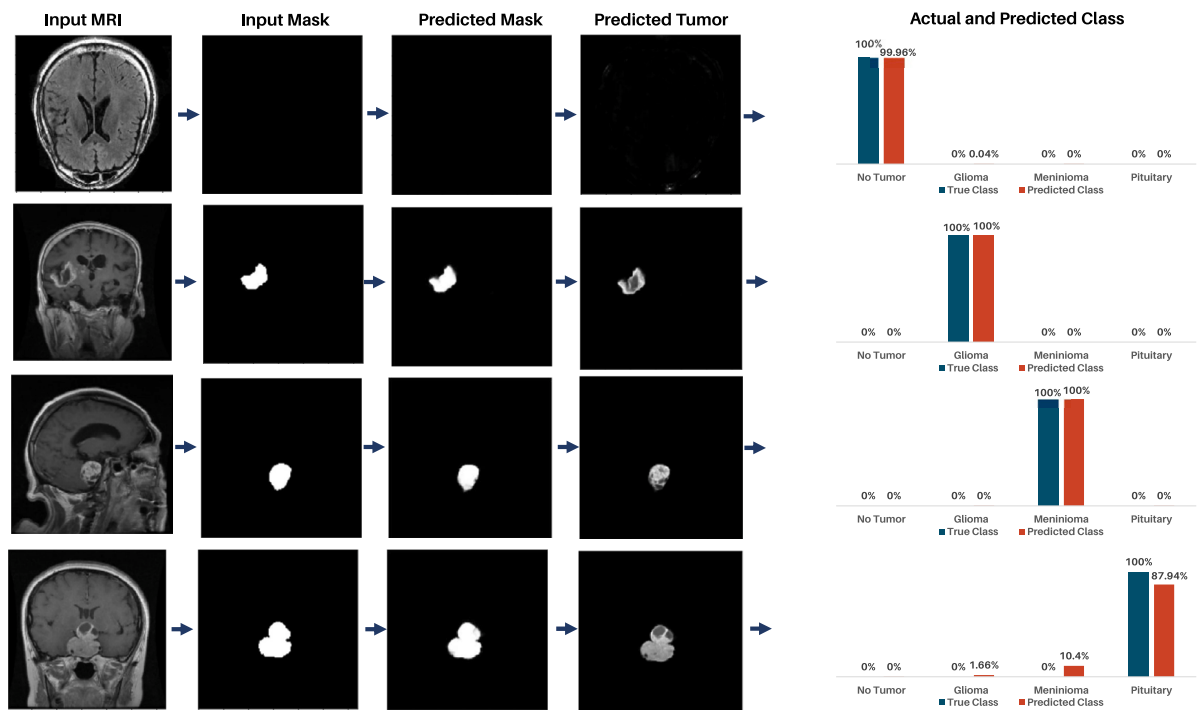 Input MRI Input Mask Predicted Mask Predicted Tumor Actual and Predicted Class
100% 99.96%
0% 0.04% 0% 0% 0% 0%
No Tumor Glioma Meninioma Pituitary
True Class Predicted Class
100% 100%
0% 0% 0% 0% 0% 0%
No Tumor Glioma Meninioma Pituitary
True Class Predicted Class
100% 100%
0% 0% 0% 0% 0% 0%
No Tumor Glioma Meninioma Pituitary
True Class Predicted Class
100% 87.94%
0% 0% 0% 1.66% 0% 10.4%
No Tumor Glioma Meninioma Pituitary
True Class Predicted Class